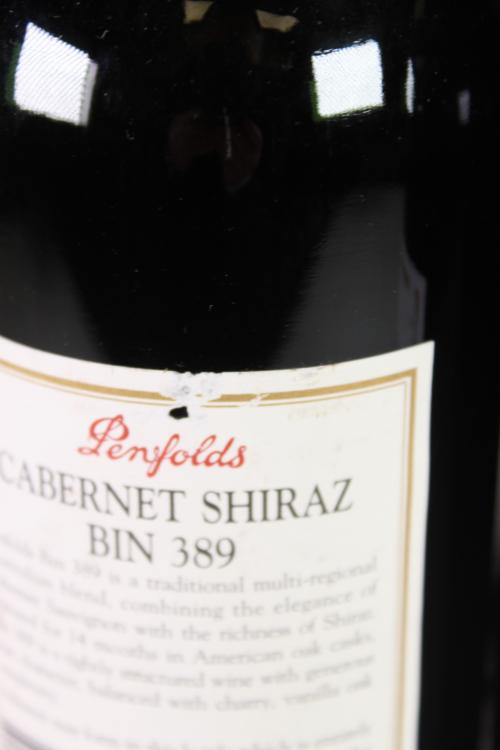 Penfolds
CABERNET SHIRAZ
BIN 389
Bin 389 is a traditional multi-regional
blend, combining the elegance of
Sauvignon with the richness of Shiraz.
for 14 months in American oak casks,
389 is a tightly structured wine with generous
balanced with cherry, vanilla oak